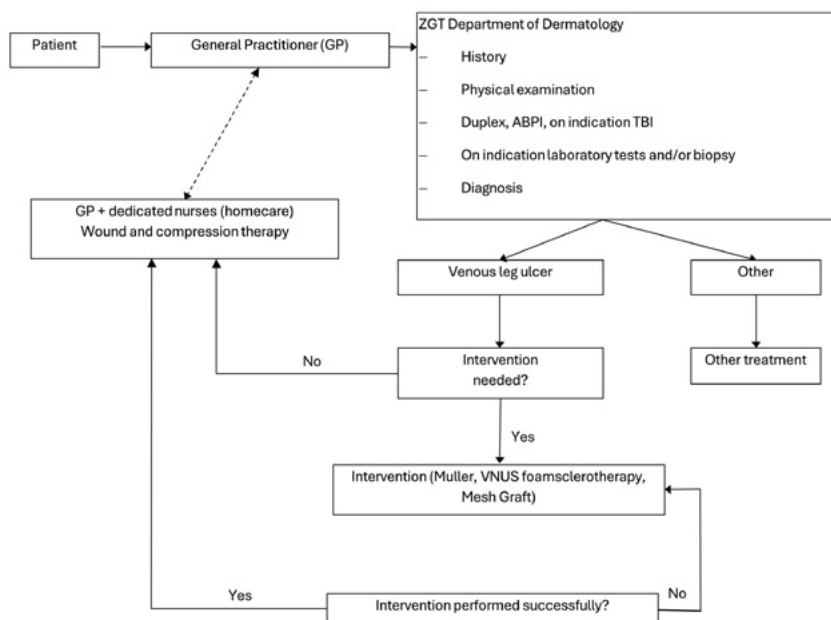 Patient
General Practitioner (GP)
ZGT Department of Dermatology
– History
– Physical examination
– Duplex, ABPI, on indication TBI
– On indication laboratory tests and/or biopsy
– Diagnosis
GP + dedicated nurses (homecare)
Wound and compression therapy
Venous leg ulcer
Other
No
Intervention
needed?
Other treatment
Yes
Intervention (Muller, VNUS foamsclerotherapy,
Mesh Graft)
Yes
No
Intervention performed successfully?